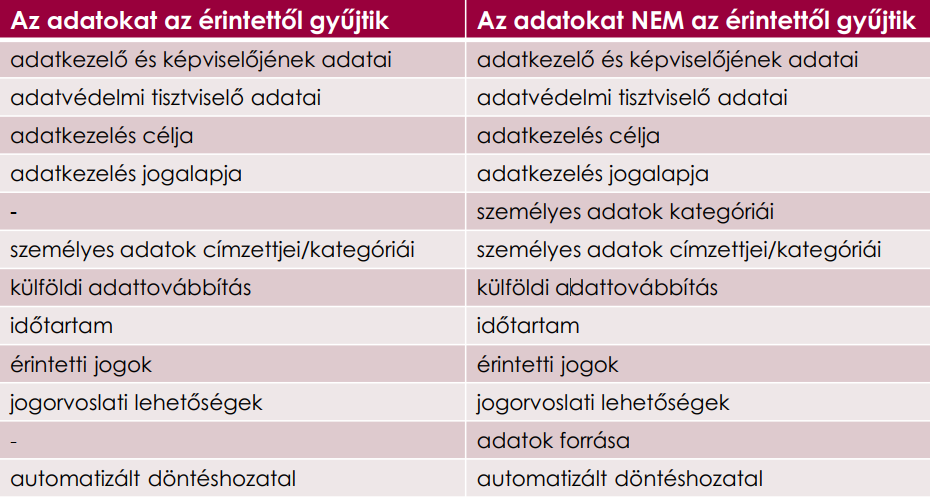 Az adatokat az érintettől gyűjtik Az adatokat NEM az érintettől gyűjtik
adatkezelő és képviselőjének adatai adatkezelő és képviselőjének adatai
adatvédelmi tisztviselő adatai adatvédelmi tisztviselő adatai
adatkezelés célja adatkezelés célja
adatkezelés jogalapja adatkezelés jogalapja
- személyes adatok kategóriái
személyes adatok címzettjei/kategóriái személyes adatok címzettjei/kategóriái
külföldi adattovábbítás külföldi adattovábbítás
időtartam időtartam
érintetti jogok érintetti jogok
jogorvoslati lehetőségek jogorvoslati lehetőségek
- adatok forrása
automatizált döntéshozatal automatizált döntéshozatal